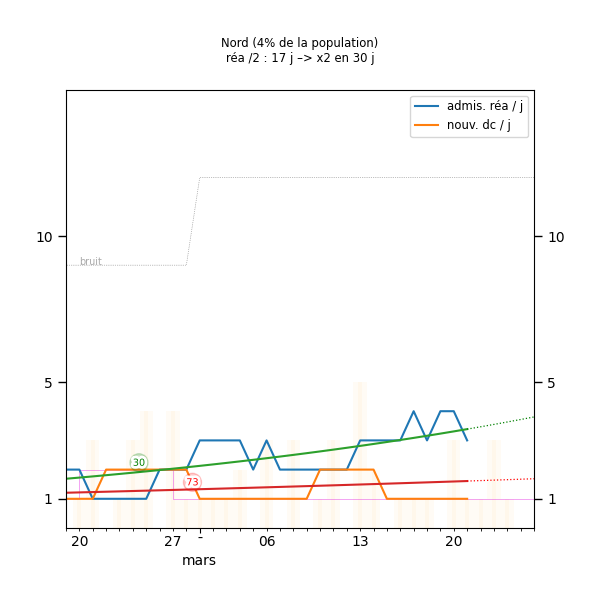 Nord (4% de la population)
réa /2 : 17 j –> x2 en 30 j
admis. réa / j
nouv. dc / j
10
10
bruit
5
5
30
73
1
1
20
27
-
06
13
20
mars